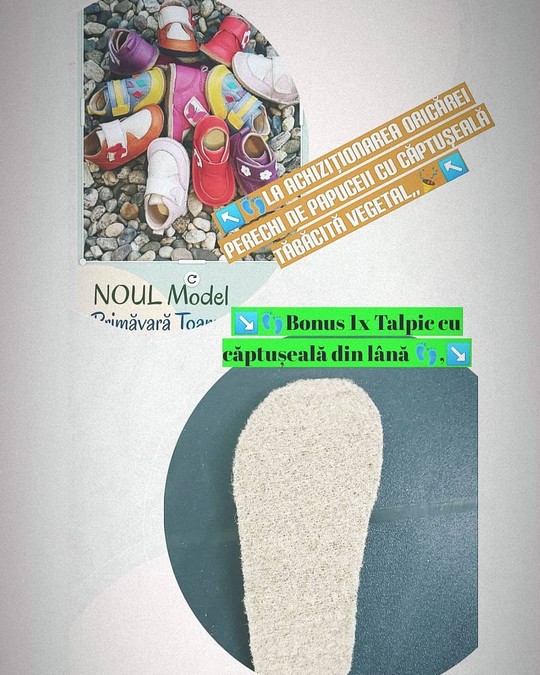 ↖️👣LA ACHIZIȚIONAREA ORICĂREI
PERECHI DE PAPUCEII CU CĂPTUȘEALĂ
TĂBĂCITĂ VEGETAL,,👣↖️
NOUL Model
Primăvară
↘️👣Bonus 1x Talpic cu
căptușeală din lână 👣,↘️